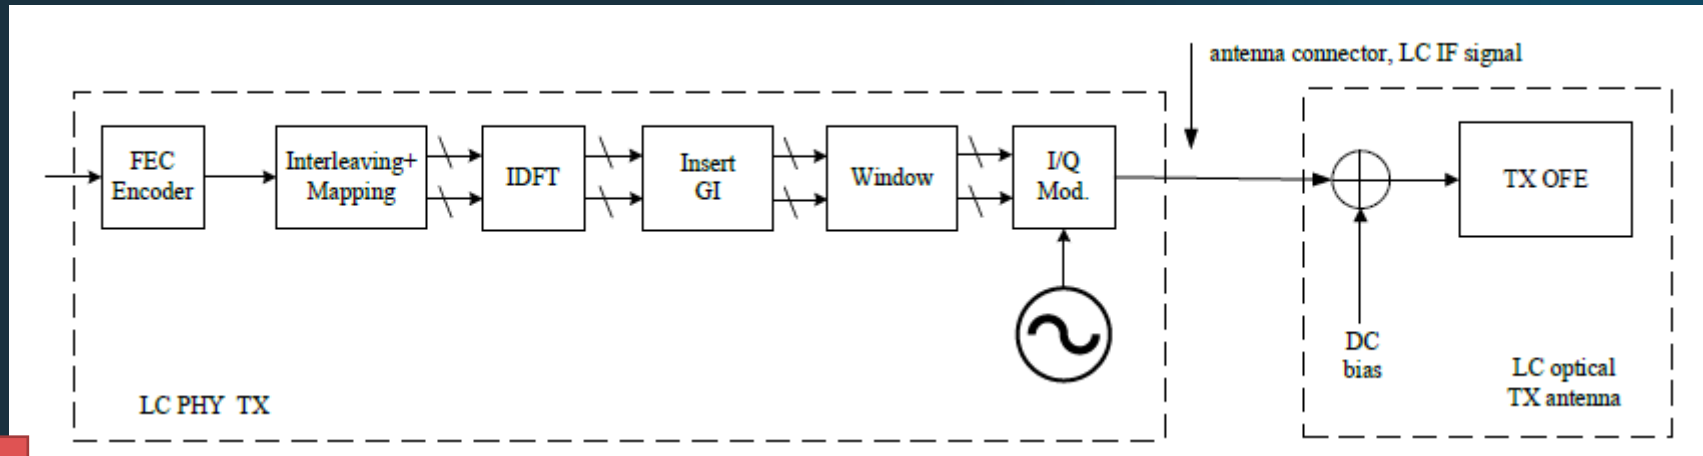 antenna connector, LC IF signal
FEC
Encoder
Interleaving+
Mapping
IDFT
Insert
GI
Window
I/Q
Mod.
TX OFE
DC
bias
LC PHY TX
LC optical
TX antenna